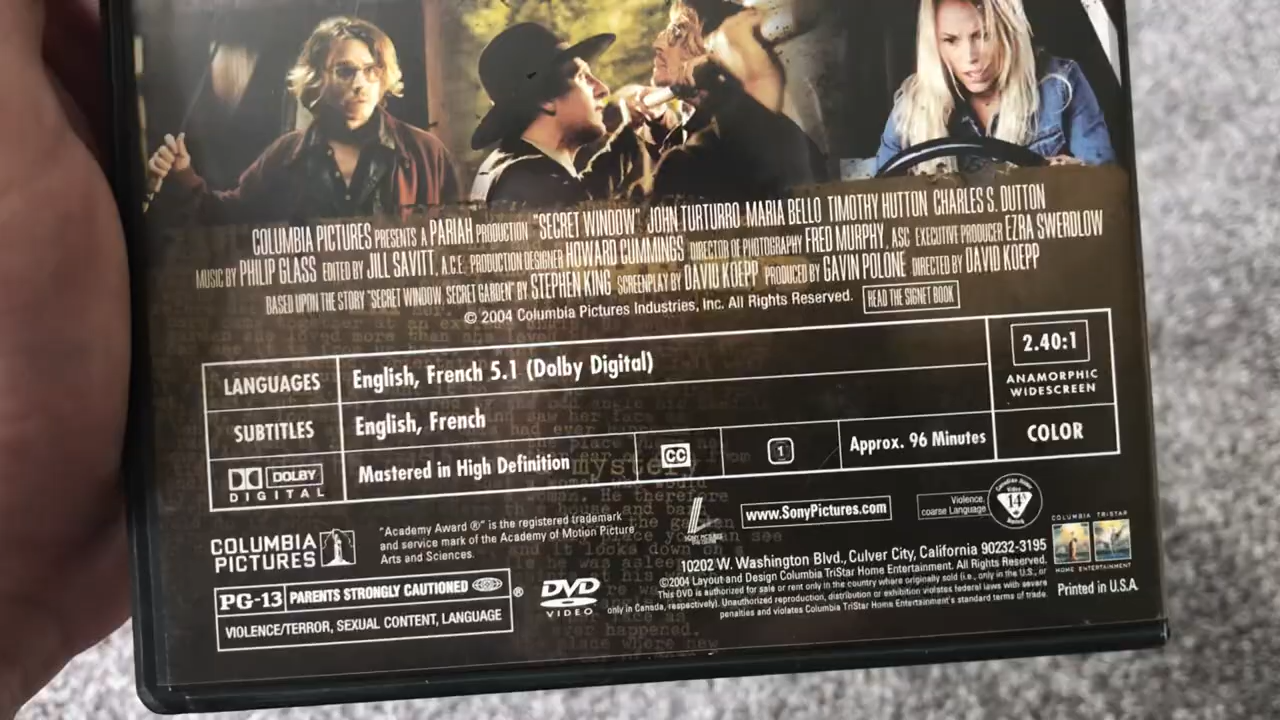 COLUMBIA PICTURES PRESENTS A PARIAH PRODUCTION "SECRET WINDOW" JOHN TURTURRO MARIA BELLO TIMOTHY HUTTON CHARLES S. DUTTON
MUSIC BY PHILIP GLASS EDITED BY JILL SAVITT, A.C.E. PRODUCTION DESIGNER HOWARD CUMMINGS DIRECTOR OF PHOTOGRAPHY FRED MURPHY, ASC EXECUTIVE PRODUCER EZRA SWERDLOW
BASED UPON THE STORY "SECRET WINDOW, SECRET GARDEN" BY STEPHEN KING SCREENPLAY BY DAVID KOEPP PRODUCED BY GAVIN POLONE DIRECTED BY DAVID KOEPP
© 2004 Columbia Pictures Industries, Inc. All Rights Reserved. READ THE SIGNET BOOK
LANGUAGES English, French 5.1 (Dolby Digital)
2.40:1
ANAMORPHIC
WIDESCREEN
SUBTITLES English, French
COLOR
DOLBY
DIGITAL
Mastered in High Definition CC 1 Approx. 96 Minutes
mystery
COLUMBIA
PICTURES
"Academy Award ®" is the registered trademark
and service mark of the Academy of Motion Picture
Arts and Sciences.
www.SonyPictures.com
Violence,
coarse Language
Canadian Home
Video
14A
COLUMBIA TRISTAR
HOME ENTERTAINMENT
10202 W. Washington Blvd., Culver City, California 90232-3195
©2004 Layout and Design Columbia TriStar Home Entertainment. All Rights Reserved.
This DVD is authorized for sale or rent only in the country where originally sold (i.e., only in the U.S., or
only in Canada, respectively). Unauthorized reproduction, distribution or exhibition violates federal laws with severe
penalties and violates Columbia TriStar Home Entertainment's standard terms of trade.
Printed in U.S.A.
PG-13 PARENTS STRONGLY CAUTIONED ®
VIOLENCE/TERROR, SEXUAL CONTENT, LANGUAGE
DVD
VIDEO